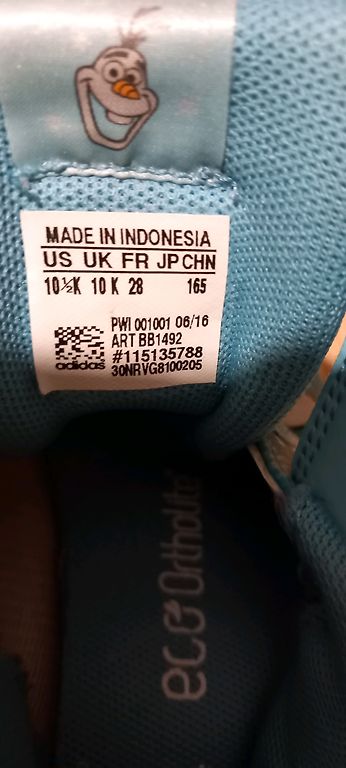 MADE IN INDONESIA
US UK FR JP CHN
10½K 10 K 28 165
PWI 001001 06/16
ART BB1492
#115135788
adidas 30NRVG8100205
eco Ortholite